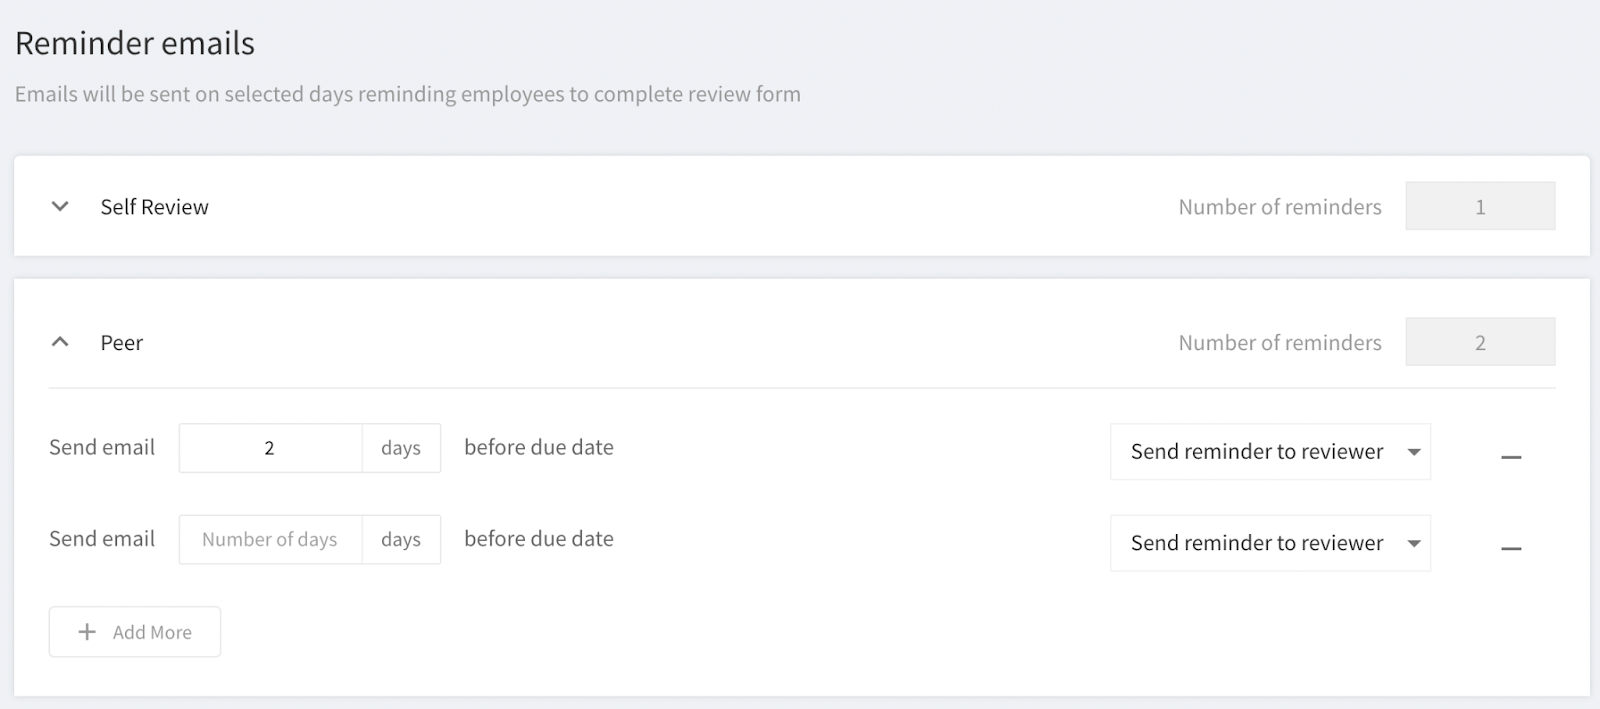 Reminder emails
Emails will be sent on selected days reminding employees to complete review form
Self Review Number of reminders 1
Peer Number of reminders 2
Send email 2 days before due date Send reminder to reviewer
Send email Number of days days before due date Send reminder to reviewer
+ Add More